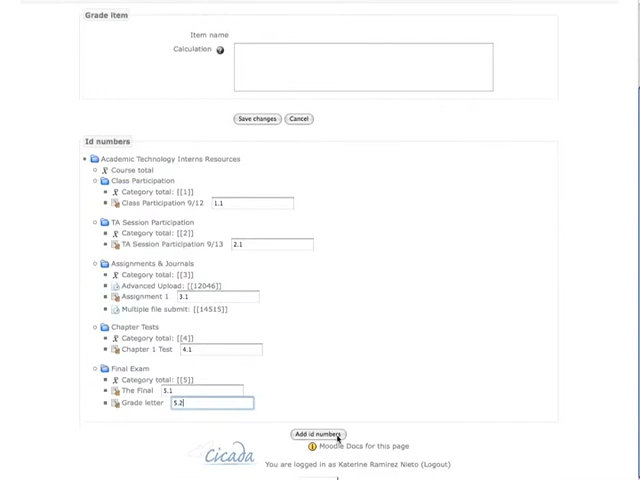 Grade item
Item name
Calculation
Save changes Cancel
Id numbers
Academic Technology Interns Resources
Course total
Class Participation
Category total: [[1]]
Class Participation 9/12 1.1
TA Session Participation
Category total: [[2]]
TA Session Participation 9/13 2.1
Assignments & Journals
Category total: [[3]]
Advanced Upload: [[12046]]
Assignment 1 3.1
Multiple file submit: [[14515]]
Chapter Tests
Category total: [[4]]
Chapter 1 Test 4.1
Final Exam
Category total: [[5]]
The Final 5.1
Grade letter 5.2
Add id numbers
Moodle Docs for this page
Cicada
You are logged in as Katerine Ramirez Nieto (Logout)